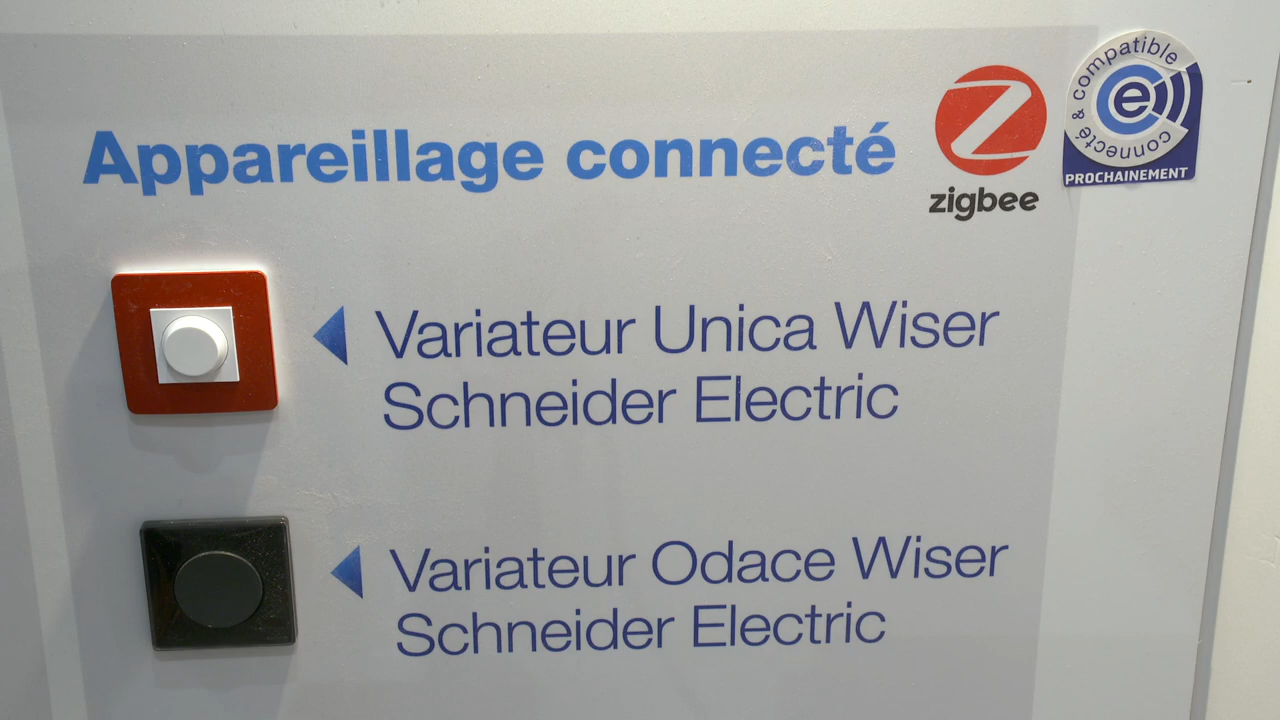 Appareillage connecté
zigbee
connecté & compatible
e
PROCHAINEMENT
Variateur Unica Wiser
Schneider Electric
Variateur Odace Wiser
Schneider Electric